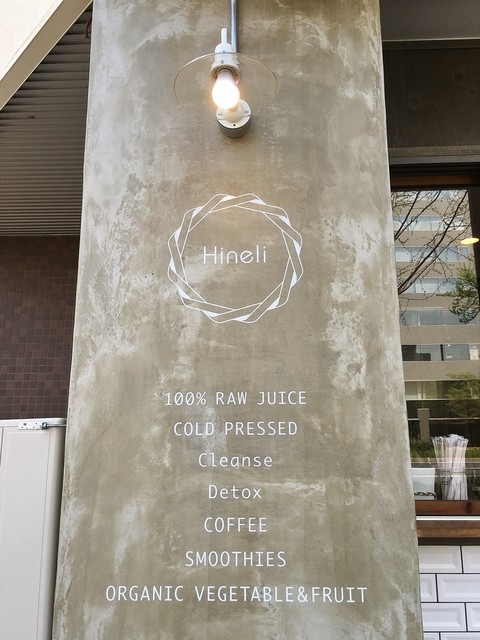 Hineli
100% RAW JUICE
COLD PRESSED
Cleanse
Detox
COFFEE
SMOOTHIES
ORGANIC VEGETABLE&FRUIT